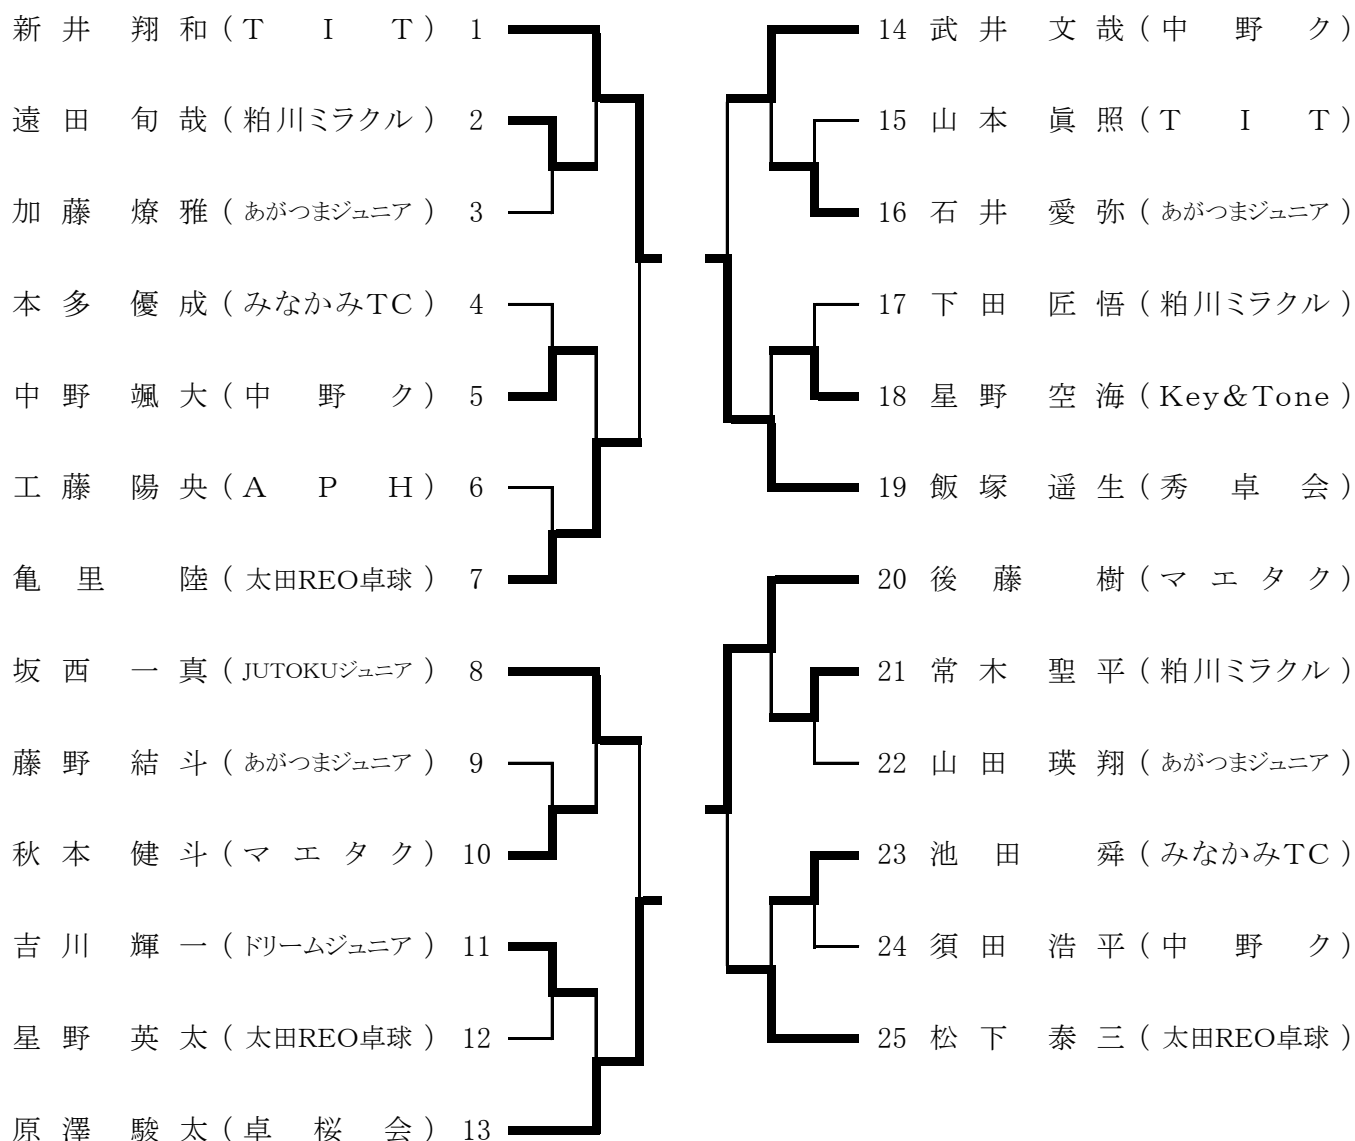 新井 翔和 (T I T) 1
遠田 旬哉 (粕川ミラクル) 2
加藤 燎雅 (あがつまジュニア) 3
本多 優成 (みなかみTC) 4
中野 颯大 (中野ク) 5
工藤 陽央 (A P H) 6
亀里 陸 (太田REO卓球) 7
坂西 一真 (JUTOKUジュニア) 8
藤野 結斗 (あがつまジュニア) 9
秋本 健斗 (マエタク) 10
吉川 輝一 (ドリームジュニア) 11
星野 英太 (太田REO卓球) 12
原澤 駿太 (卓桜会) 13
14 武井 文哉 (中野ク)
15 山本 眞照 (T I T)
16 石井 愛弥 (あがつまジュニア)
17 下田 匠悟 (粕川ミラクル)
18 星野 空海 (Key&Tone)
19 飯塚 遥生 (秀卓会)
20 後藤 樹 (マエタク)
21 常木 聖平 (粕川ミラクル)
22 山田 瑛翔 (あがつまジュニア)
23 池田 舜 (みなかみTC)
24 須田 浩平 (中野ク)
25 松下 泰三 (太田REO卓球)